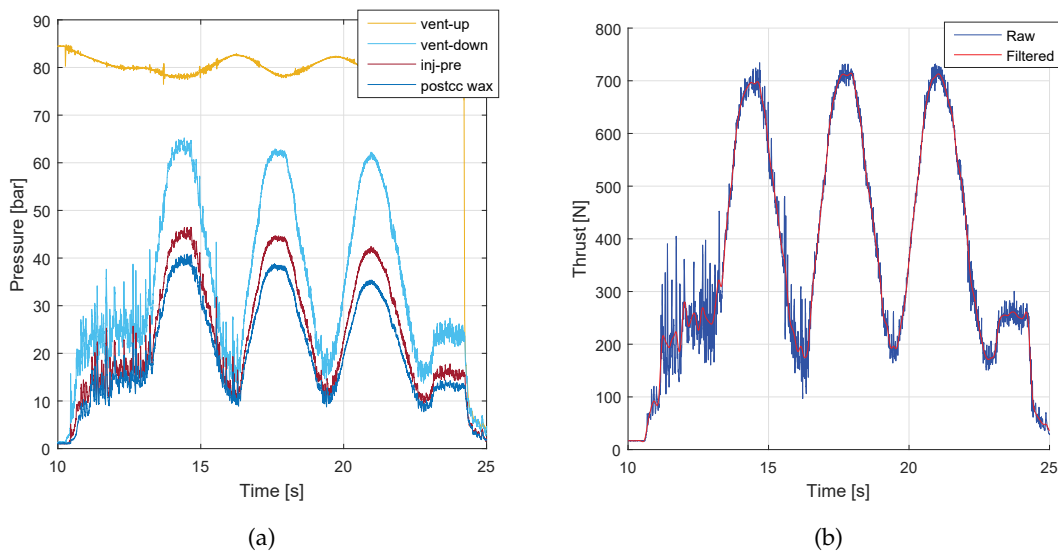 90
80
70
60
50
40
30
20
10
0
Pressure [bar]
10
15
20
25
Time [s]
vent-up
vent-down
inj-pre
postcc wax
(a)
800
700
600
500
400
300
200
100
0
Thrust [N]
10
15
20
25
Time [s]
Raw
Filtered
(b)